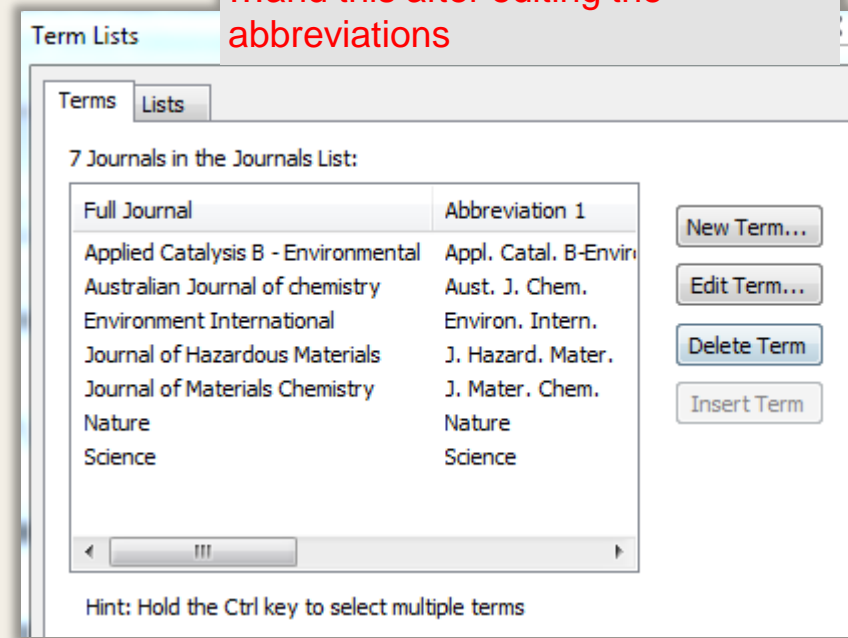 abbreviations
Term Lists
Terms Lists
7 Journals in the Journals List:
Full Journal Abbreviation 1
Applied Catalysis B - Environmental Appl. Catal. B-Envir
Australian Journal of chemistry Aust. J. Chem.
Environment International Environ. Intern.
Journal of Hazardous Materials J. Hazard. Mater.
Journal of Materials Chemistry J. Mater. Chem.
Nature Nature
Science Science
New Term...
Edit Term...
Delete Term
Insert Term
Hint: Hold the Ctrl key to select multiple terms